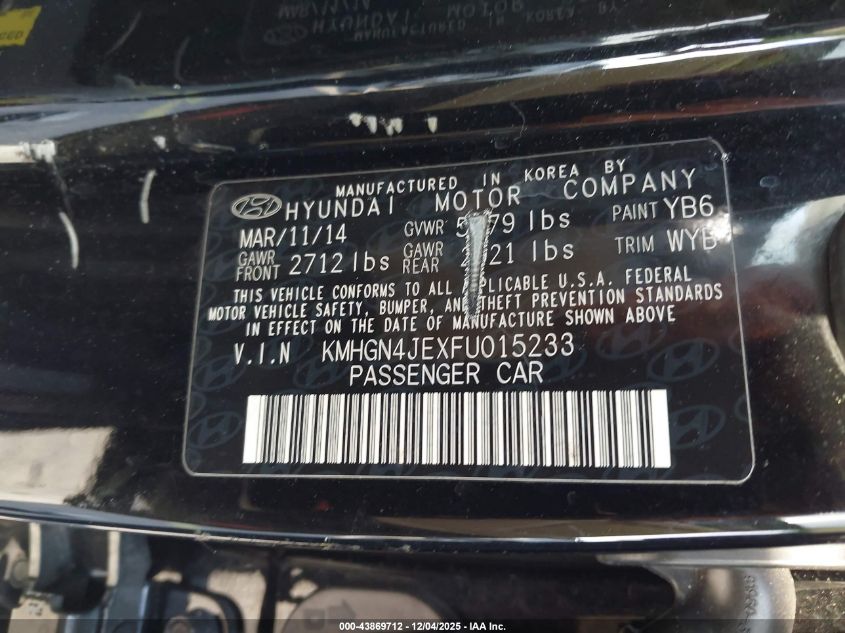 MANUFACTURED IN KOREA BY
HYUNDAI MOTOR COMPANY
MAR/11/14 GVWR lbs PAINT YB6
GAWR FRONT 2712 lbs GAWR REAR lbs TRIM WYB
THIS VEHICLE CONFORMS TO ALL U.S.A. FEDERAL
MOTOR VEHICLE SAFETY, BUMPER, AND THEFT PREVENTION STANDARDS
IN EFFECT ON THE DATE OF MANUFACTURE SHOWN ABOVE
V.I.N KMHGN4JEXFU015233
PASSENGER CAR
000-43869712 - 12/04/2025 - IAA Inc.